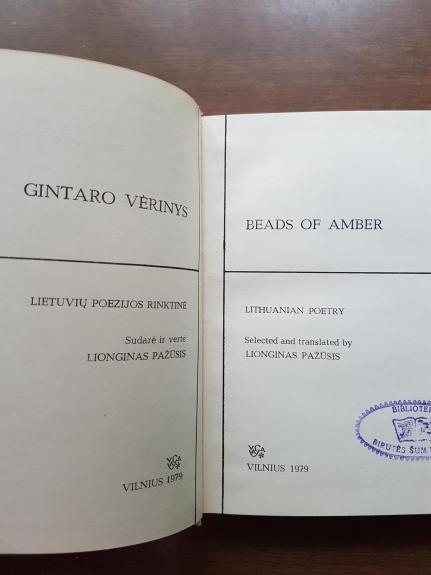 GINTARO VĖRINYS
LIETUVIŲ POEZIJOS RINKTINĖ
Sudarė ir vertė
LIONGINAS PAŽŪSIS
VILNIUS 1979
BEADS OF AMBER
LITHUANIAN POETRY
Selected and translated by
LIONGINAS PAŽŪSIS
VILNIUS 1979
BIRUTĖS